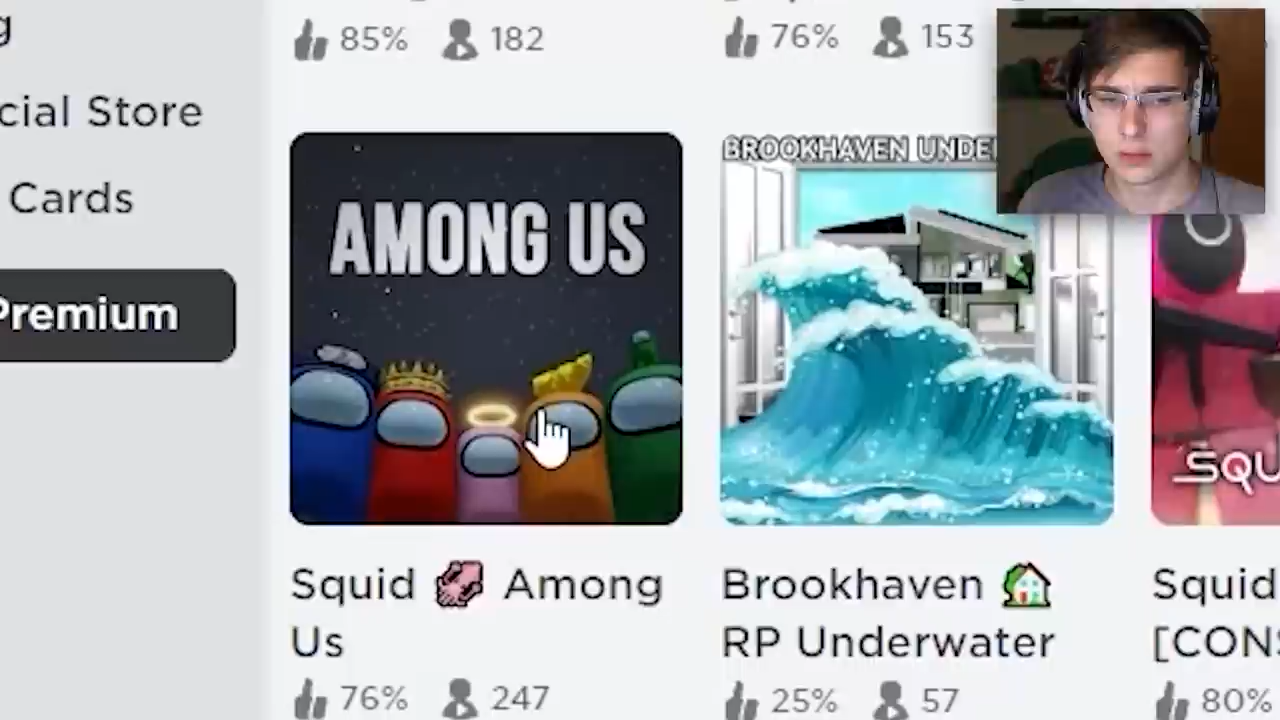 85% 182
76% 153
cial Store
Cards
Premium
AMONG US
BROOKHAVEN UNDE
SQU
Squid 🦑 Among
Us
76% 247
Brookhaven 🏡
RP Underwater
25% 57
Squid
[CONS
80%